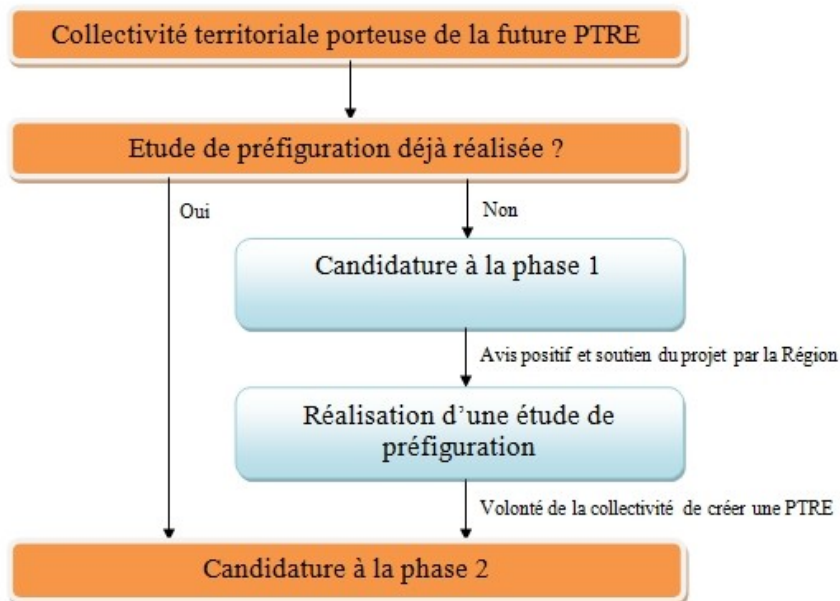 Collectivité territoriale porteuse de la future PTRE
Etude de préfiguration déjà réalisée ?
Oui
Non
Candidature à la phase 1
Avis positif et soutien du projet par la Région
Réalisation d’une étude de
préfiguration
Volonté de la collectivité de créer une PTRE
Candidature à la phase 2